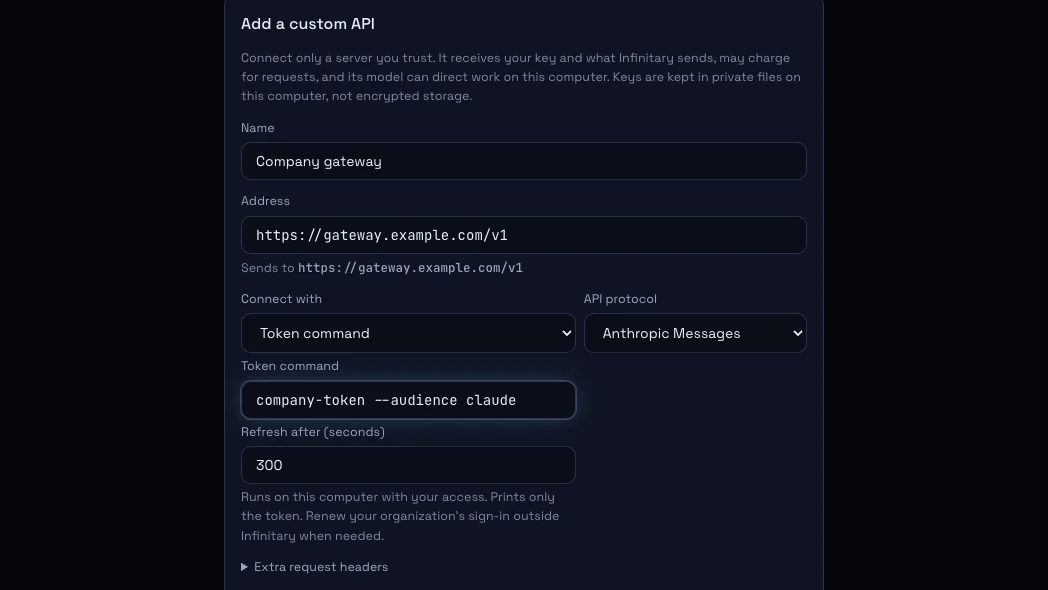 Add a custom API
Connect only a server you trust. It receives your key and what Infinitary sends, may charge
for requests, and its model can direct work on this computer. Keys are kept in private files on
this computer, not encrypted storage.
Name
Company gateway
Address
https://gateway.example.com/v1
Sends to https://gateway.example.com/v1
Connect with
API protocol
Token command
Anthropic Messages
Token command
company-token --audience claude
Refresh after (seconds)
300
Runs on this computer with your access. Prints only
the token. Renew your organization's sign-in outside
Infinitary when needed.
Extra request headers